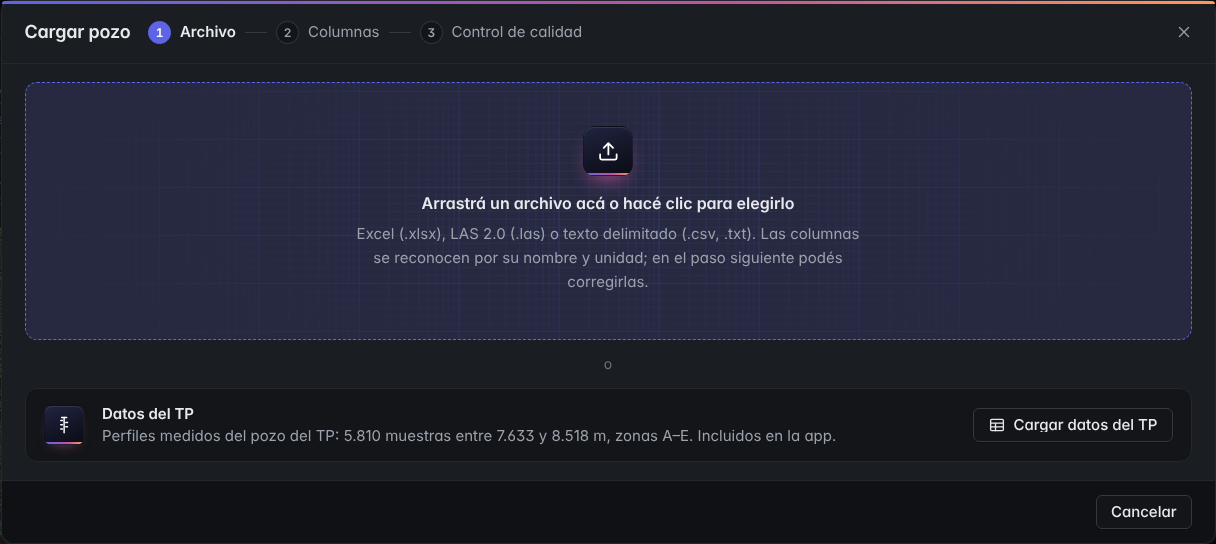 Cargar pozo 1 Archivo 2 Columnas 3 Control de calidad
Arrastrá un archivo acá o hacé clic para elegirlo
Excel (.xlsx), LAS 2.0 (.las) o texto delimitado (.csv, .txt). Las columnas
se reconocen por su nombre y unidad; en el paso siguiente podés
corregirlas.
o
Datos del TP
Perfiles medidos del pozo del TP: 5.810 muestras entre 7.633 y 8.518 m, zonas A–E. Incluidos en la app.
Cargar datos del TP
Cancelar